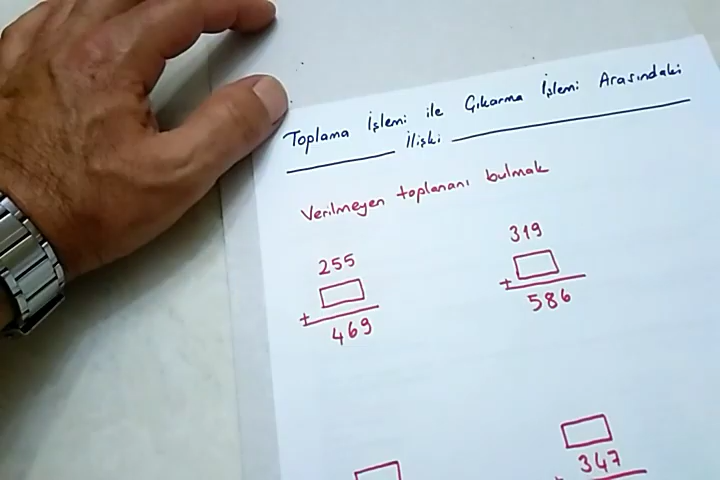 Toplama İşlemi ile Çıkarma İşlemi Arasındaki
İlişki
Verilmeyen toplananı bulmak
255
+
469
319
+
586
347